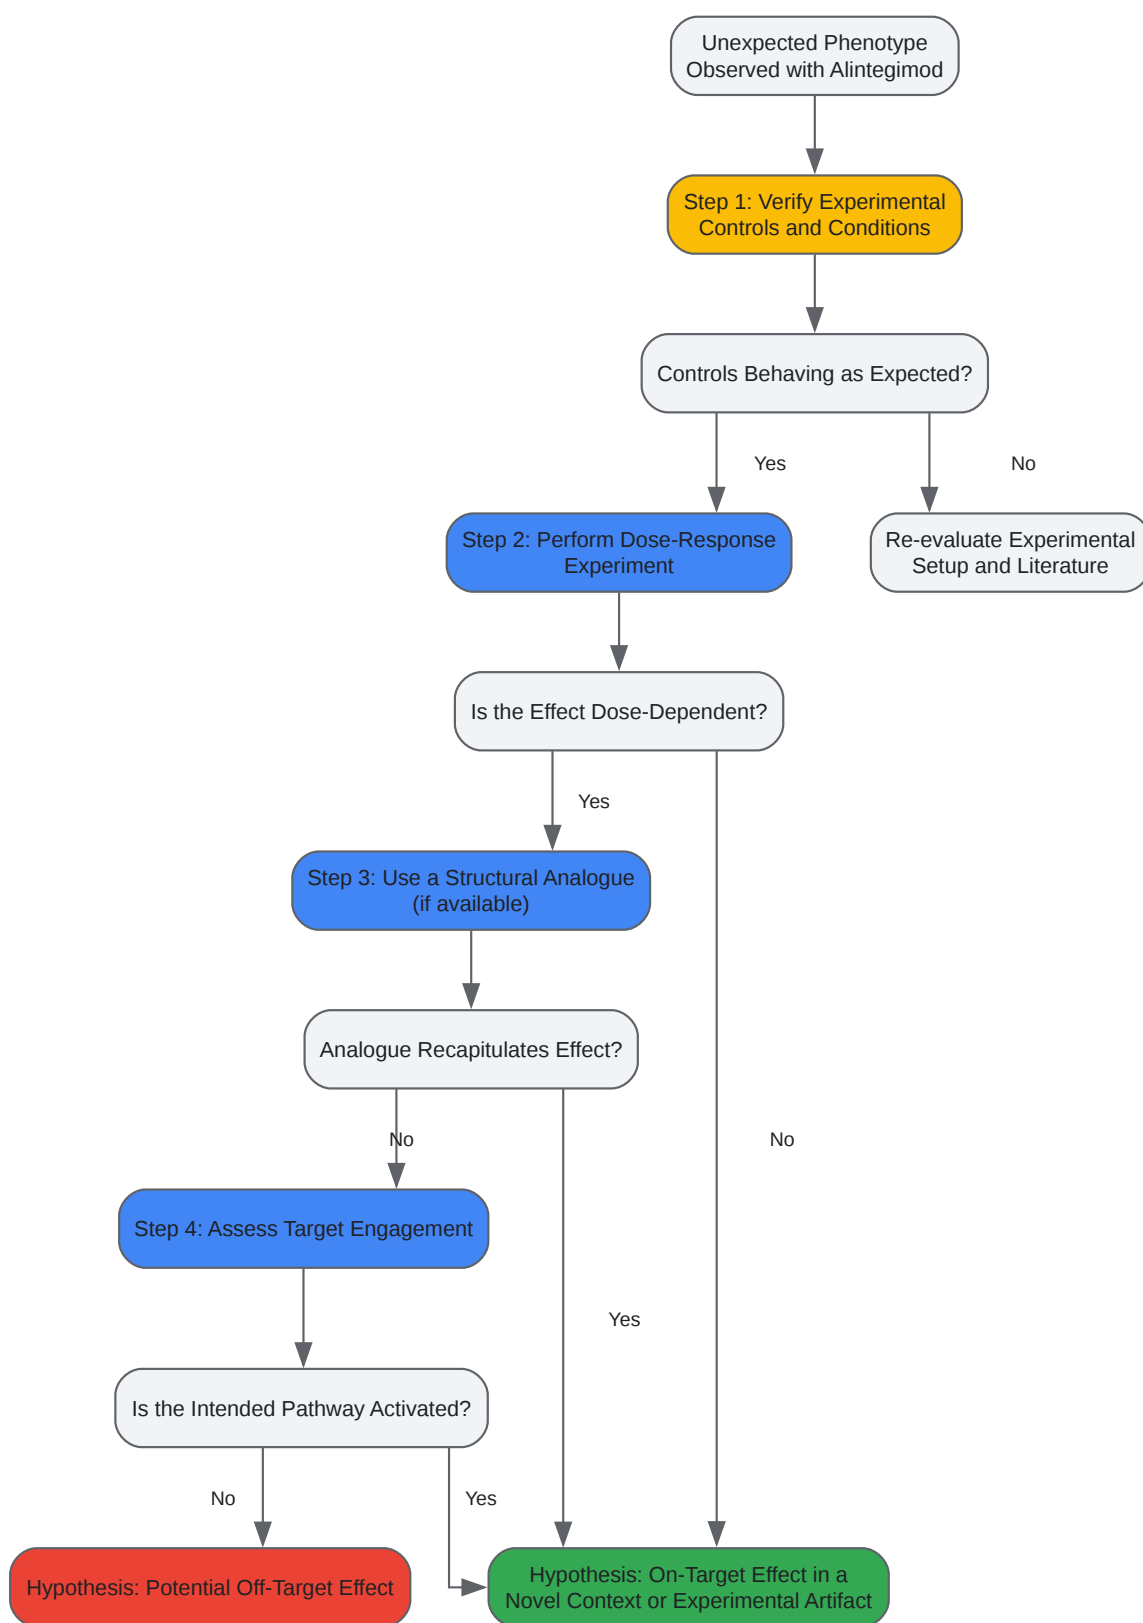 Unexpected Phenotype
Observed with Alintegimod
Step 1: Verify Experimental
Controls and Conditions
Controls Behaving as Expected?
Yes
No
Step 2: Perform Dose-Response
Experiment
Re-evaluate Experimental
Setup and Literature
Is the Effect Dose-Dependent?
Yes
Step 3: Use a Structural Analogue
(if available)
Analogue Recapitulates Effect?
No
No
Step 4: Assess Target Engagement
Yes
Is the Intended Pathway Activated?
No
Yes
Hypothesis: Potential Off-Target Effect
Hypothesis: On-Target Effect in a
Novel Context or Experimental Artifact